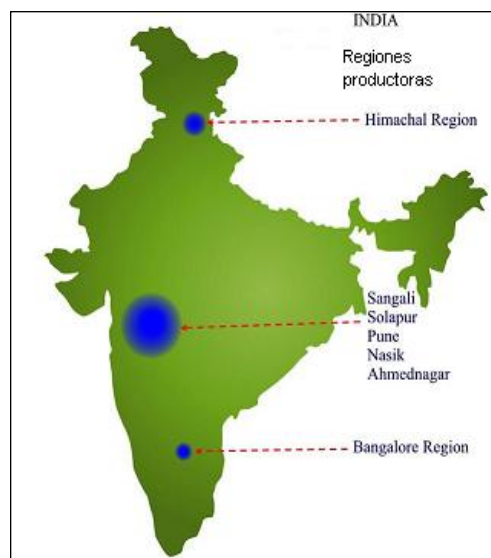 INDIA
Regiones
productoras
Himachal Region
Sangali
Solapur
Pune
Nasik
Ahmednagar
Bangalore Region